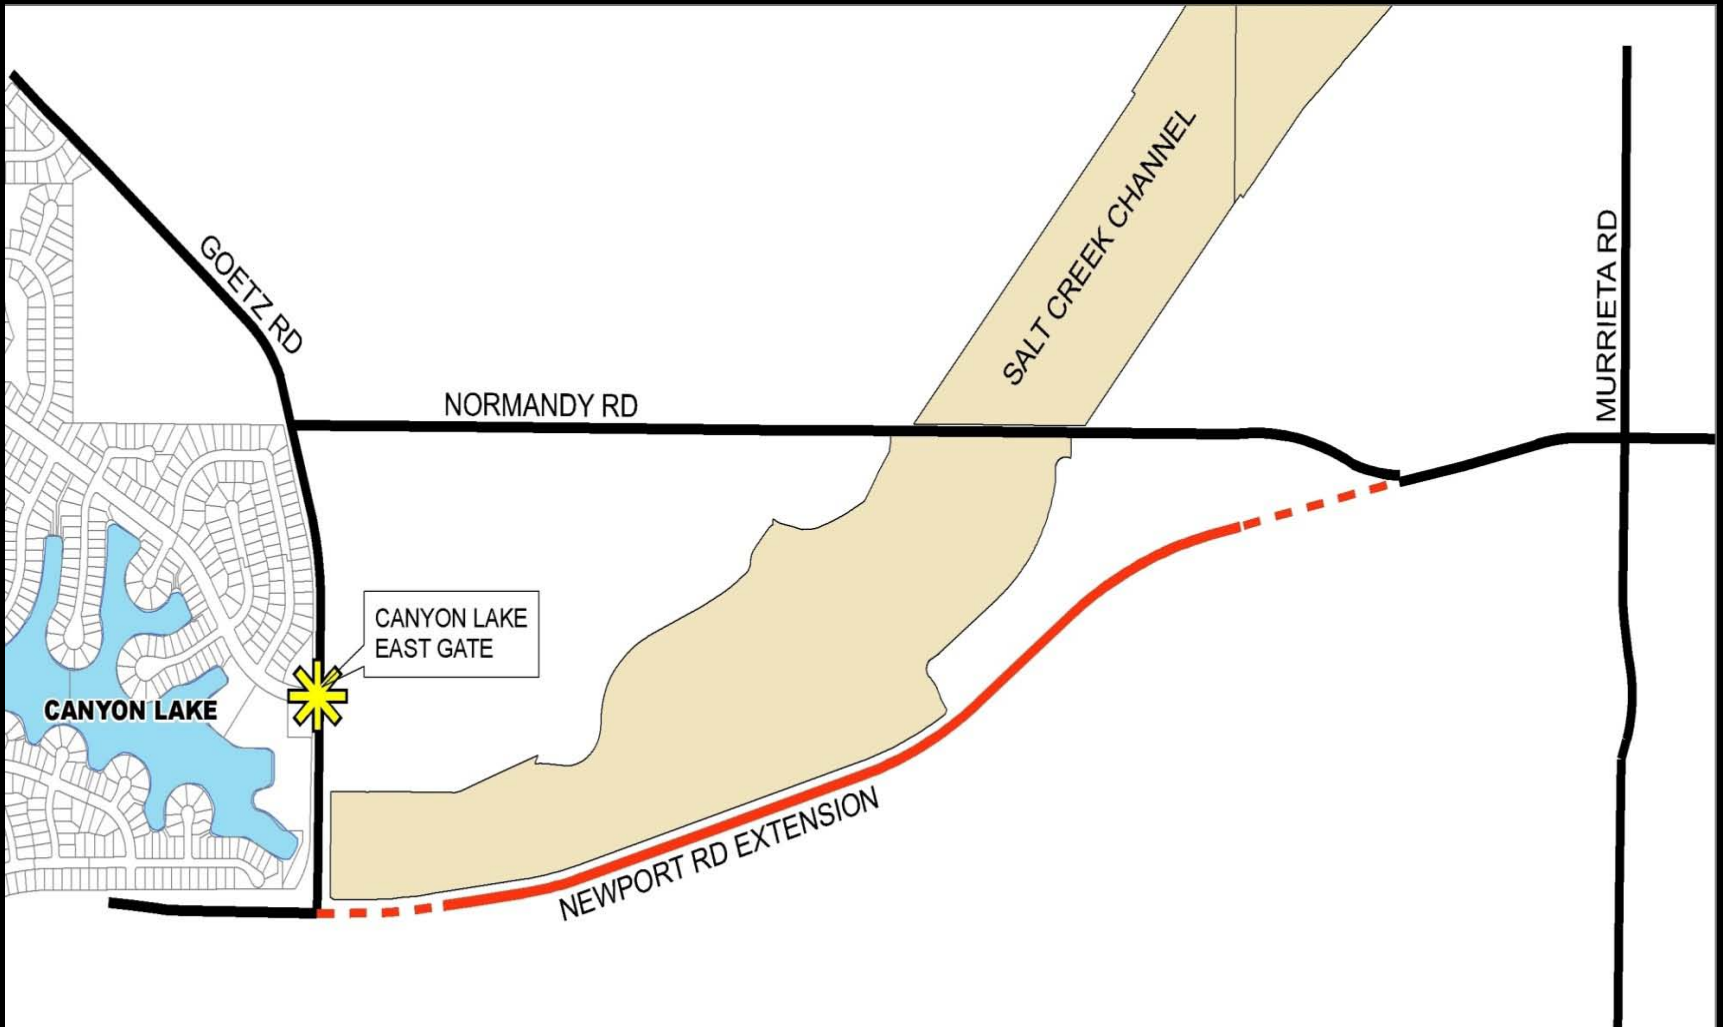 GOETZ RD
NORMANDY RD
SALT CREEK CHANNEL
MURRIETA RD
CANYON LAKE
EAST GATE
CANYON LAKE
NEWPORT RD EXTENSION